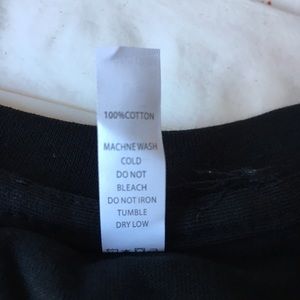 100%COTTON
MACHNE WASH
COLD
DO NOT
BLEACH
DO NOT IRON
TUMBLE
DRY LOW